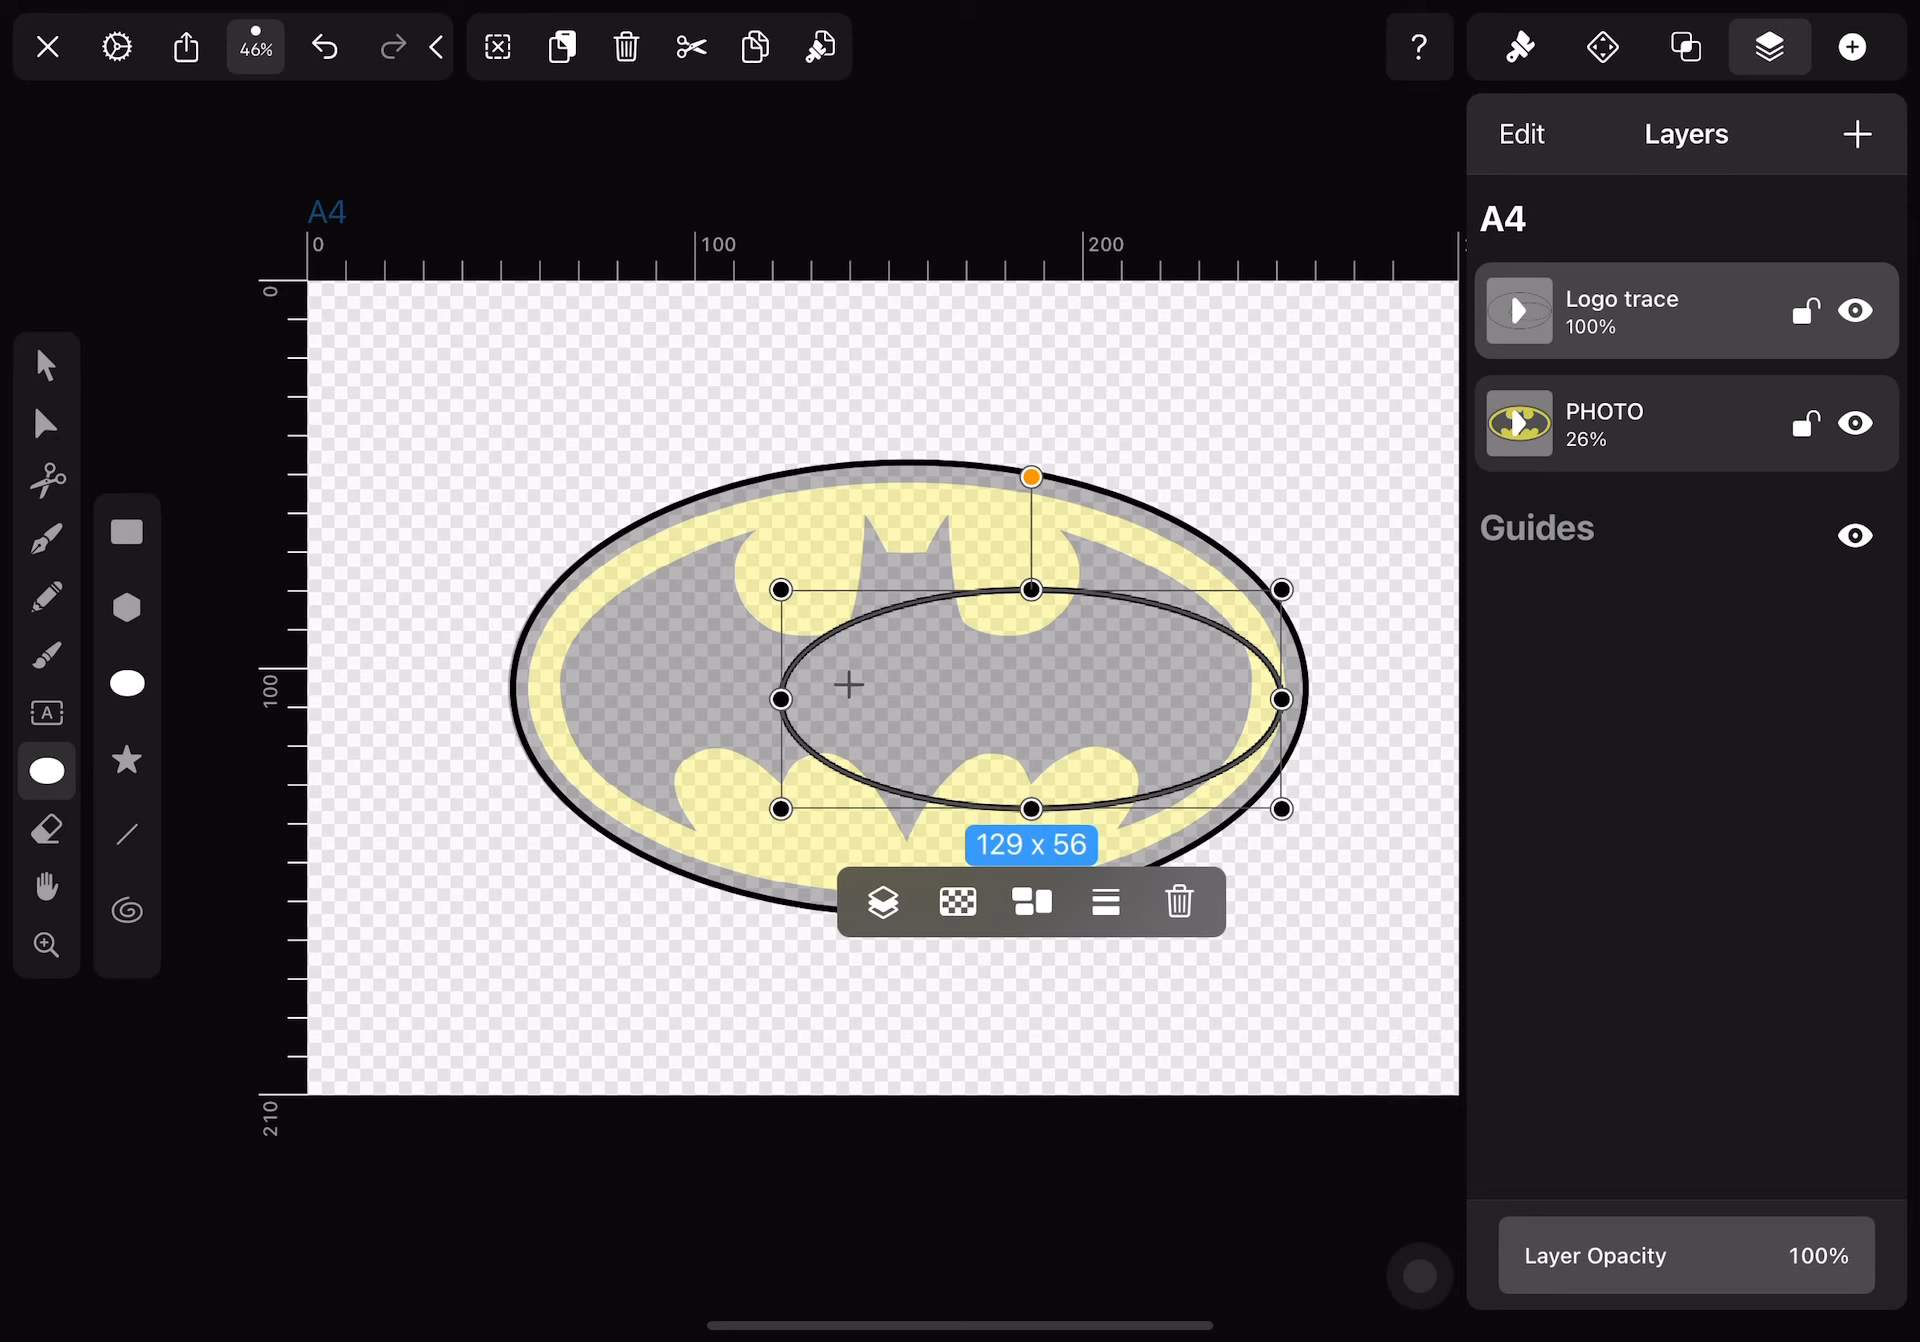 46%
?
Edit
Layers
A4
A4
0
100
200
0
100
210
Logo trace
100%
PHOTO
26%
Guides
A
129 x 56
Layer Opacity
100%